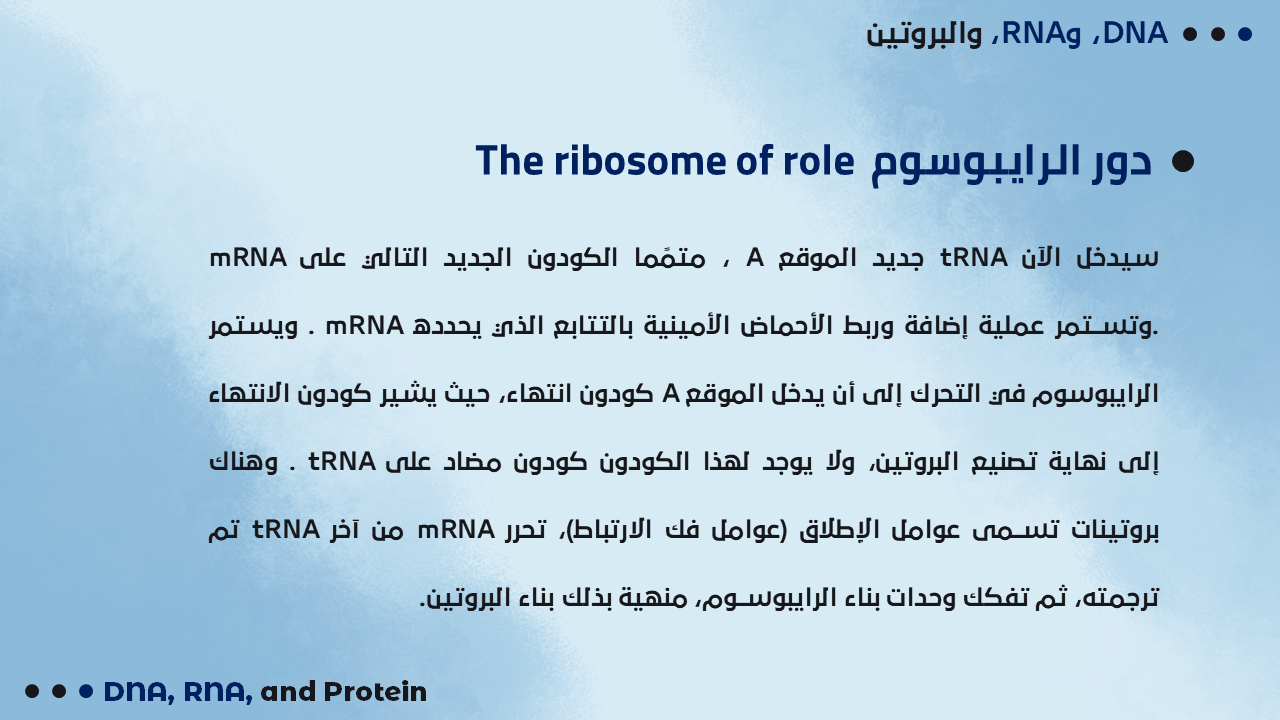 DNA، وRNA، والبروتين
دور الرايبوسوم The ribosome of role
سيدخل الآن tRNA جديد الموقع A ، متمًما الكودون الجديد التالي على mRNA
.وتستمر عملية إضافة وربط الأحماض الأمينية بالتتابع الذي يحدده mRNA . ويستمر
الرايبوسوم في التحرك إلى أن يدخل الموقع A كودون انتهاء، حيث يشير كودون الانتهاء
إلى نهاية تصنيع البروتين، ولا يوجد لهذا الكودون كودون مضاد على tRNA . وهناك
بروتينات تسمى عوامل الإطلاق (عوامل فك الارتباط)، تحرر mRNA من آخر tRNA تم
ترجمته، ثم تفكك وحدات بناء الرايبوسوم، منهية بذلك بناء البروتين.
DNA, RNA, and Protein